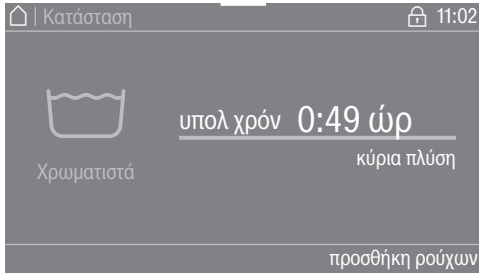 | Κατάσταση 11:02
υπολ χρόν 0:49 ώρ
κύρια πλύση
Χρωματιστά
προσθήκη ρούχων